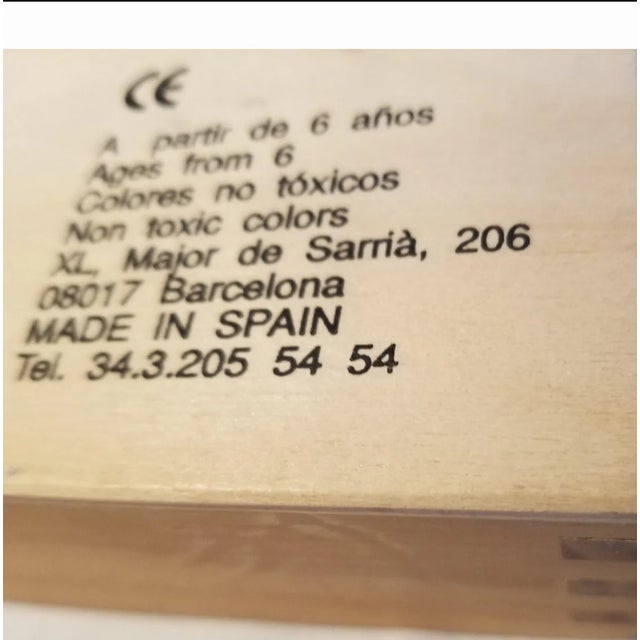 CE
A partir de 6 años
Ages from 6
Colores no tóxicos
Non toxic colors
XL, Major de Sarrià, 206
08017 Barcelona
MADE IN SPAIN
Tel. 34.3.205 54 54